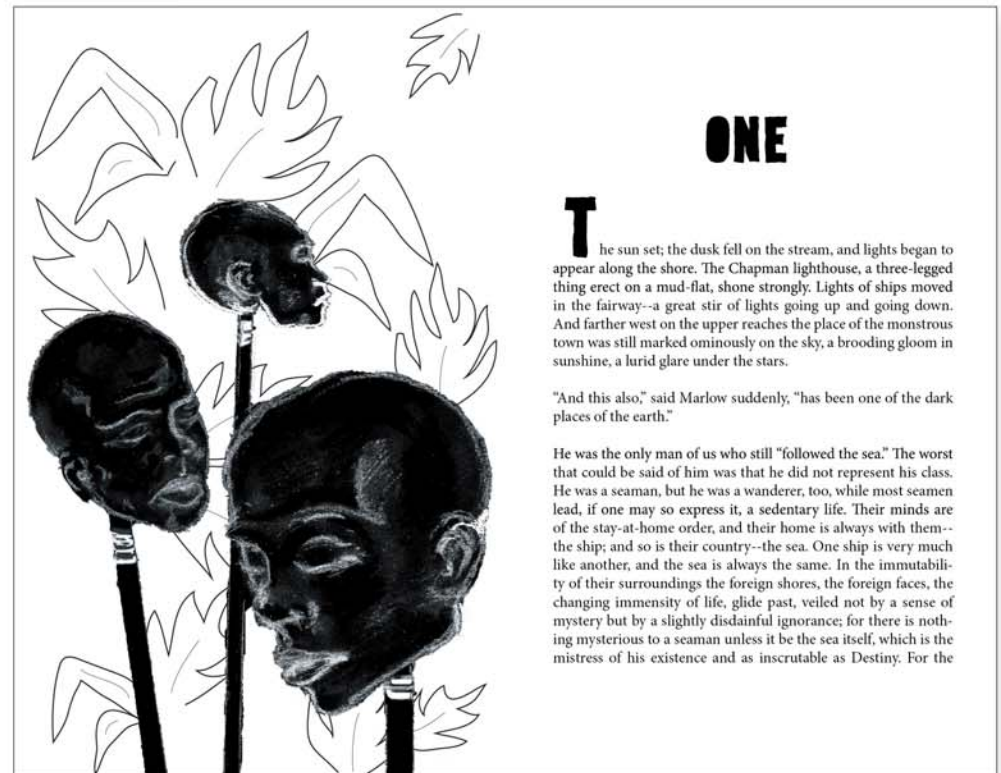 ONE
The sun set; the dusk fell on the stream, and lights began to
appear along the shore. The Chapman lighthouse, a three-legged
thing erect on a mud-flat, shone strongly. Lights of ships moved
in the fairway--a great stir of lights going up and going down.
And farther west on the upper reaches the place of the monstrous
town was still marked ominously on the sky, a brooding gloom in
sunshine, a lurid glare under the stars.
“And this also,” said Marlow suddenly, “has been one of the dark
places of the earth.”
He was the only man of us who still “followed the sea.” The worst
that could be said of him was that he did not represent his class.
He was a seaman, but he was a wanderer, too, while most seamen
lead, if one may so express it, a sedentary life. Their minds are
of the stay-at-home order, and their home is always with them--
the ship; and so is their country--the sea. One ship is very much
like another, and the sea is always the same. In the immutabili-
ty of their surroundings the foreign shores, the foreign faces, the
changing immensity of life, glide past, veiled not by a sense of
mystery but by a slightly disdainful ignorance; for there is noth-
ing mysterious to a seaman unless it be the sea itself, which is the
mistress of his existence and as inscrutable as Destiny. For the